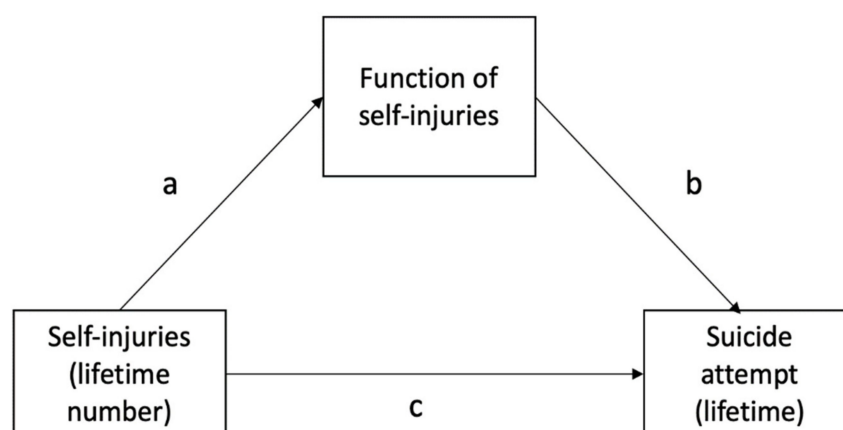 Function of
self-injuries
a
b
Self-injuries
(lifetime
number)
c
Suicide
attempt
(lifetime)